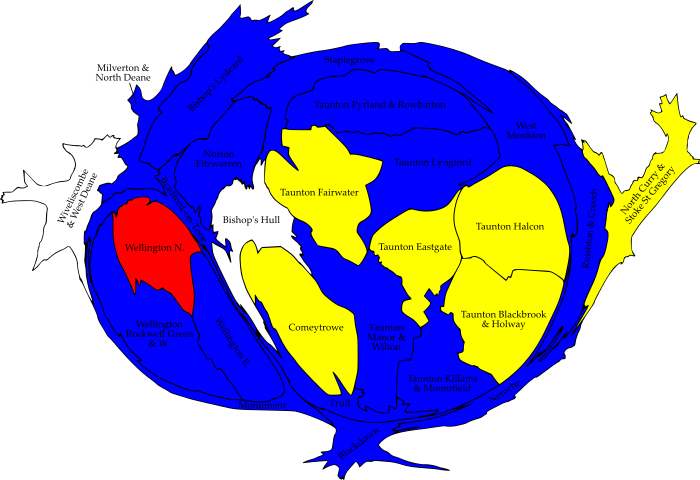 Staplegrove
Milverton &
North Deane
Bishop's Lydeard
Taunton Pyrland & Rowbarton
West
Monkton
Norton
Fitzwarren
Taunton Lyngford
Wiveliscombe
& West Deane
Taunton Fairwater
North Curry &
Stoke St Gregory
Bishop's Hull
Taunton Halcon
Wellington N.
Taunton Eastgate
Taunton Blackbrook
& Holway
Comeytrowe
Wellington
Rockwell Green
& W.
Wellington E.
Taunton
Manor &
Wilton
Taunton Killams
& Mountfield
Neroche
Monument
Trull
Blackdown